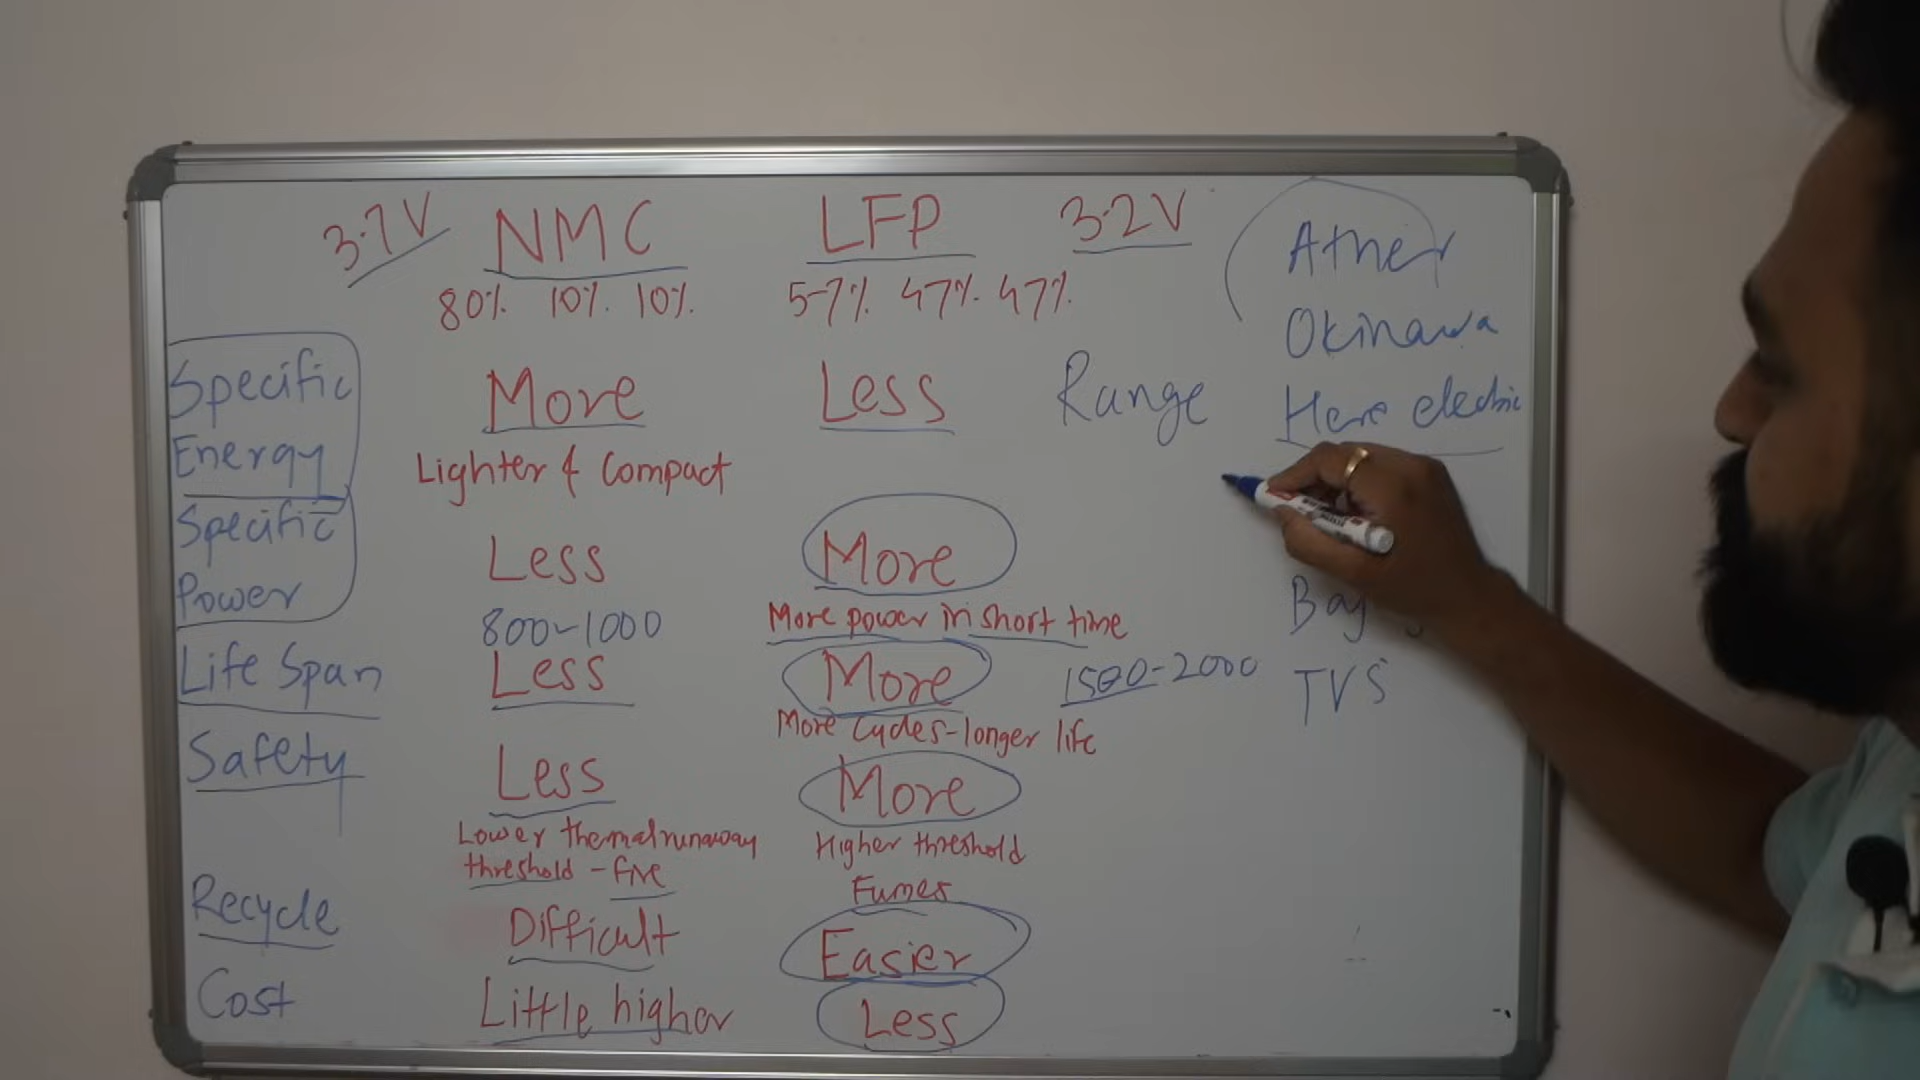 3.7V NMC LFP 3.2V
80% 10% 10% 5-7% 47% 47%
Ather
Okinawa
Hero electric
Specific More Less Range
Energy Lighter & Compact
Specific Less More
Power 800-1000 More power in short time
Life Span Less More 1500-2000
TVS
More Cycles-longer life
Safety Less More
Lower thermal runaway Higher threshold
threshold - fire Fumes
Recycle Difficult Easier
Cost Little higher Less